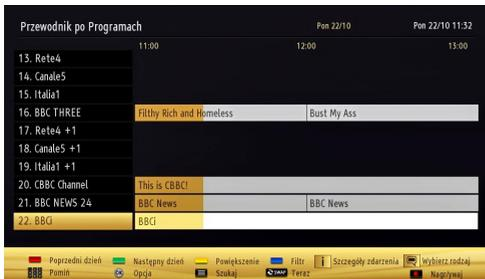 Przewodnik po Programach Pon 22/10 Pon 22/10 11:32
11:00 12:00 13:00
13. Rete4
14. Canale5
15. Italia1
16. BBC THREE Filthy Rich and Homeless Bust My Ass
17. Rete4 +1
18. Canale5 +1
19. Italia1 +1
20. CBBC Channel This is CBBC!
21. BBC NEWS 24 BBC News BBC News
22. BBCi BBCi
Poprzedni dzień Następny dzień Powiększenie Filtr i Szczegóły zdarzenia Wybierz rodzaj
Pomiń OK Opcja Szukaj SWAP Teraz Nagrywaj